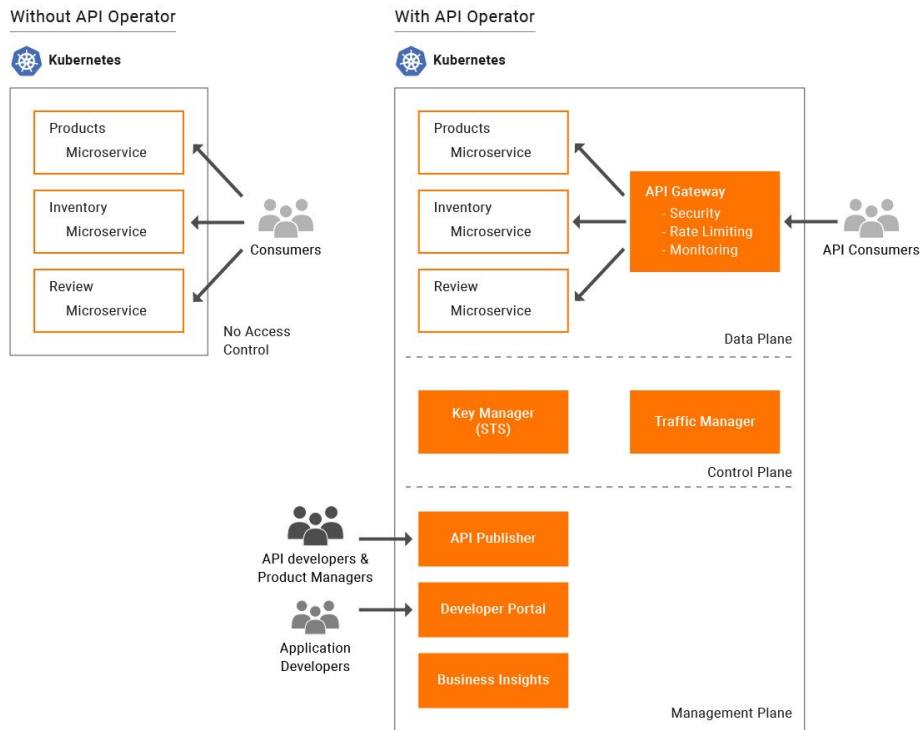 Without API Operator
Kubernetes
Products
Microservice
Inventory
Microservice
Review
Microservice
Consumers
No Access
Control
With API Operator
Kubernetes
Products
Microservice
Inventory
Microservice
Review
Microservice
API Gateway
- Security
- Rate Limiting
- Monitoring
API Consumers
Data Plane
Key Manager
(STS)
Traffic Manager
Control Plane
API developers &
Product Managers
API Publisher
Application
Developers
Developer Portal
Business Insights
Management Plane